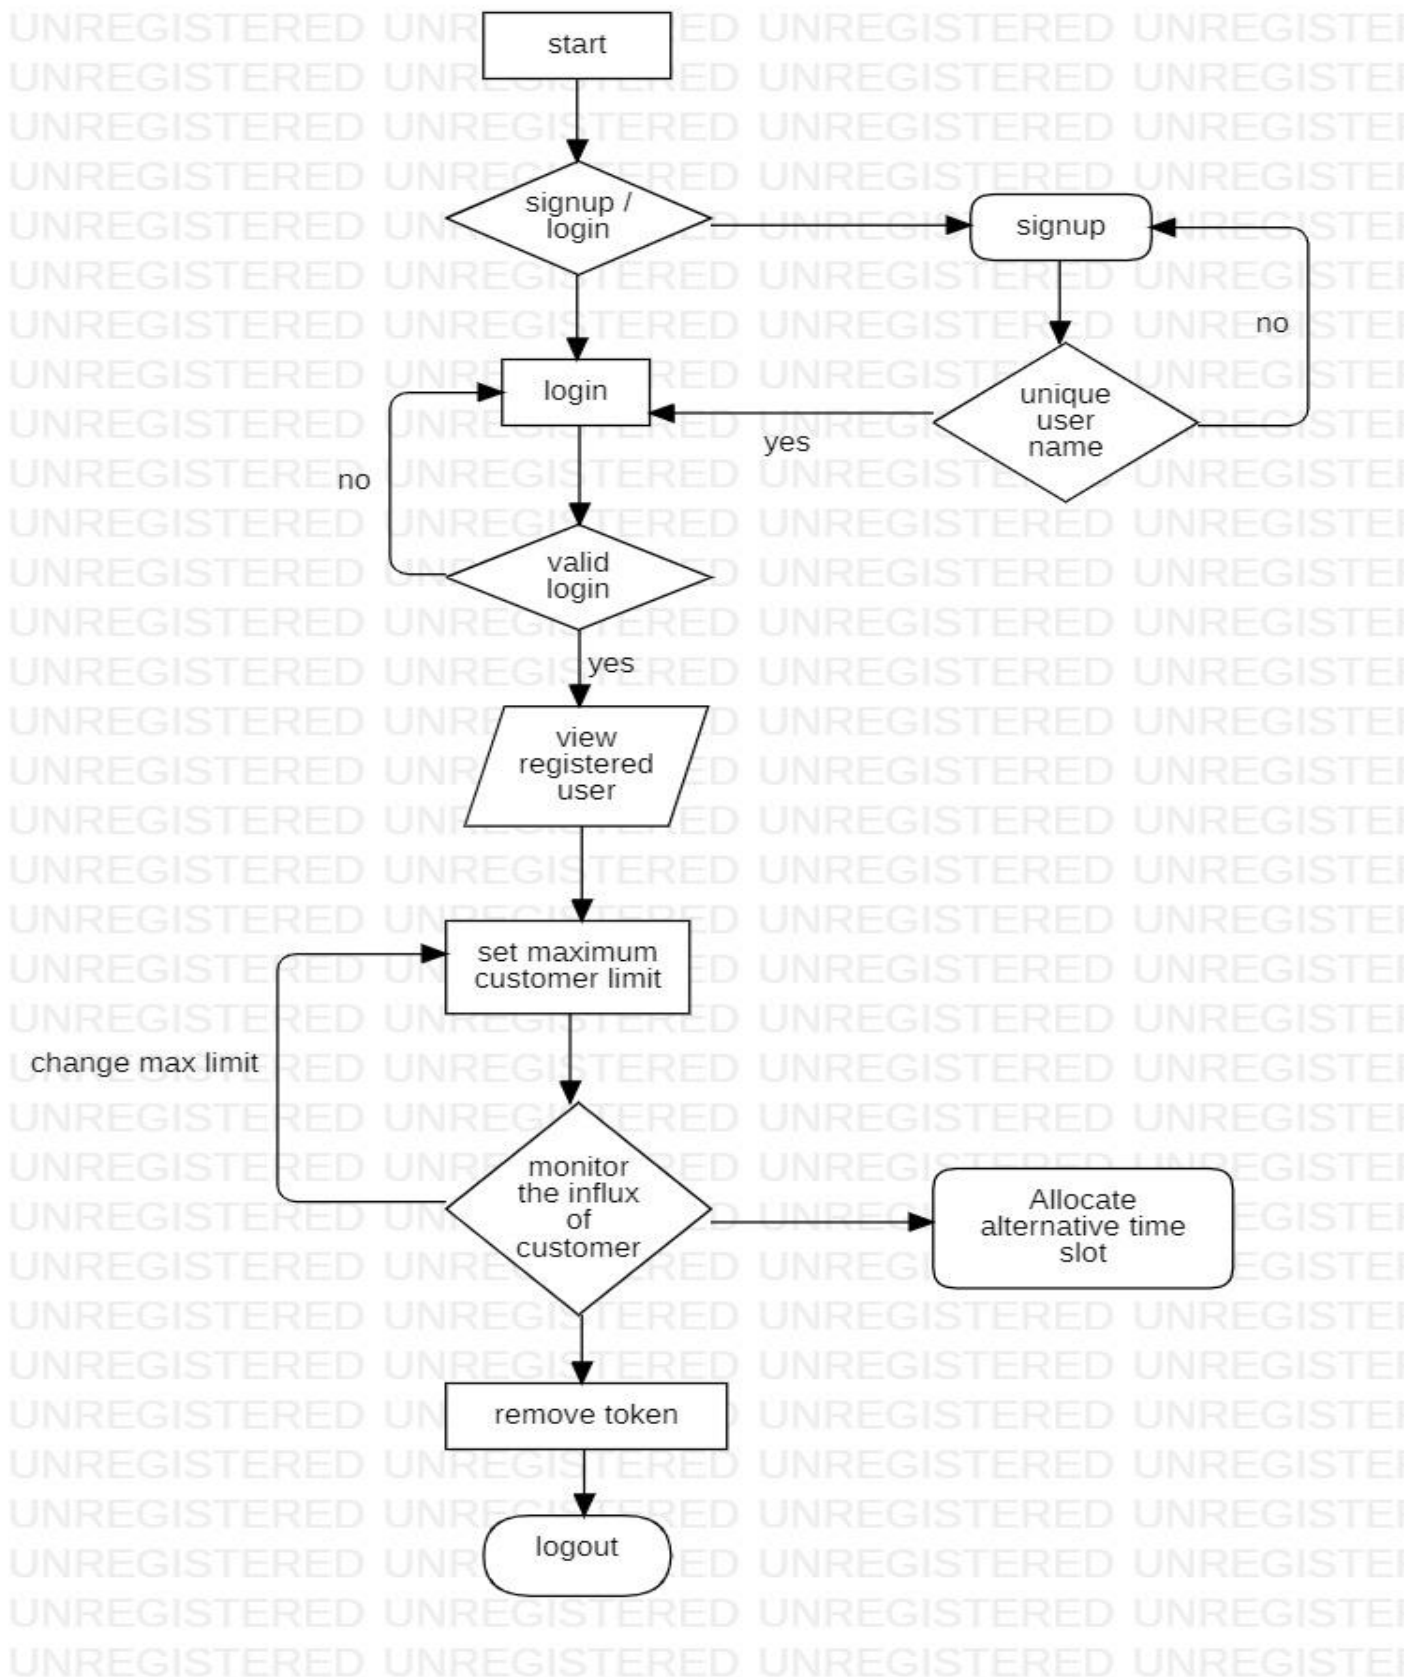 start
signup /
login
signup
no
login
unique
user
name
yes
no
valid
login
yes
view
registered
user
set maximum
customer limit
change max limit
monitor
the influx
of
customer
Allocate
alternative time
slot
remove token
logout
UNREGISTERED